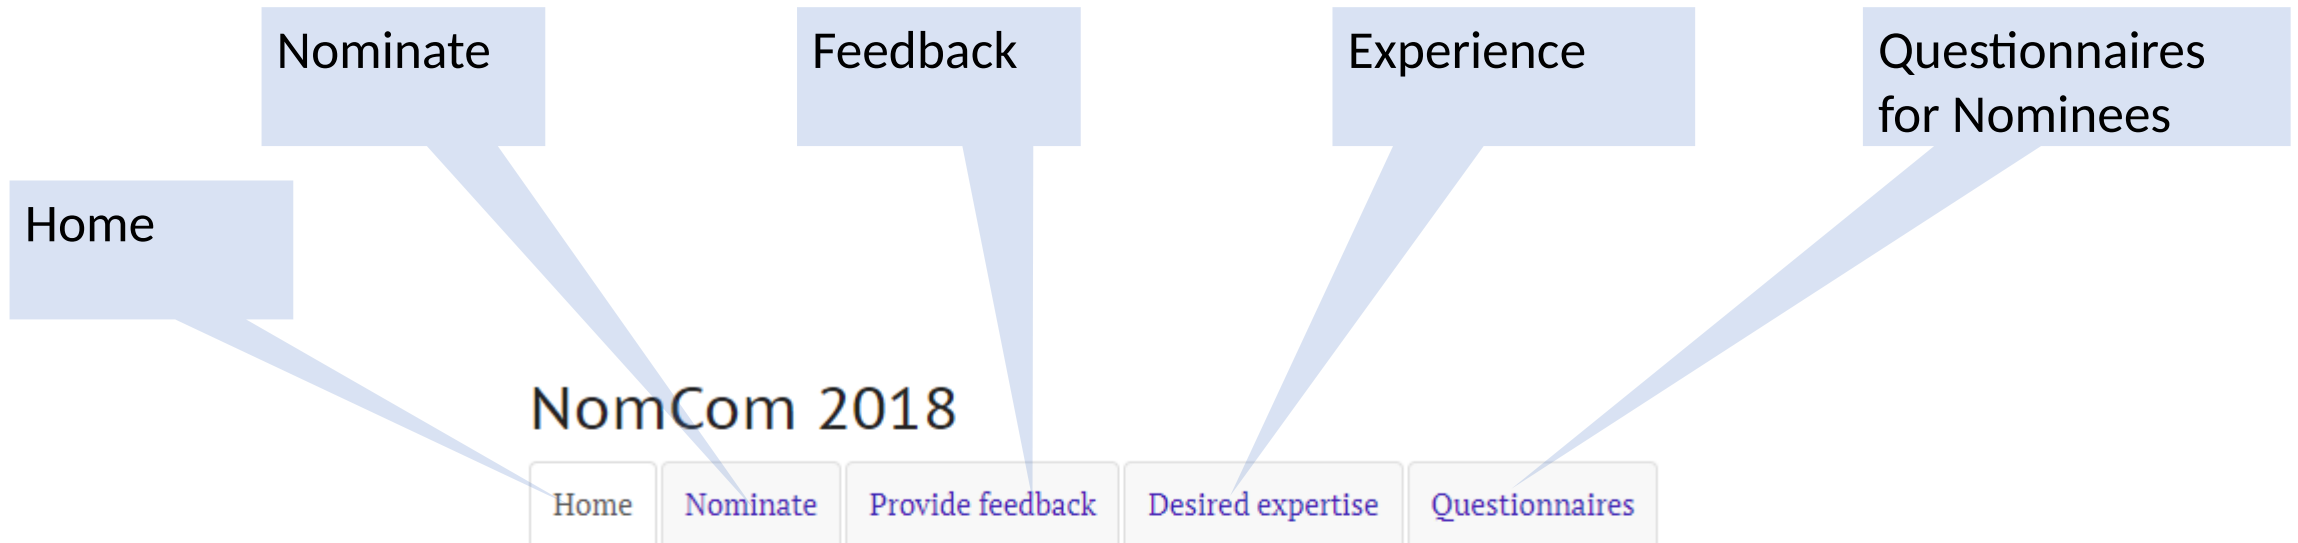 Nominate
Feedback
Experience
Questionnaires
for Nominees
Home
NomCom 2018
Home
Nominate
Provide feedback
Desired expertise
Questionnaires